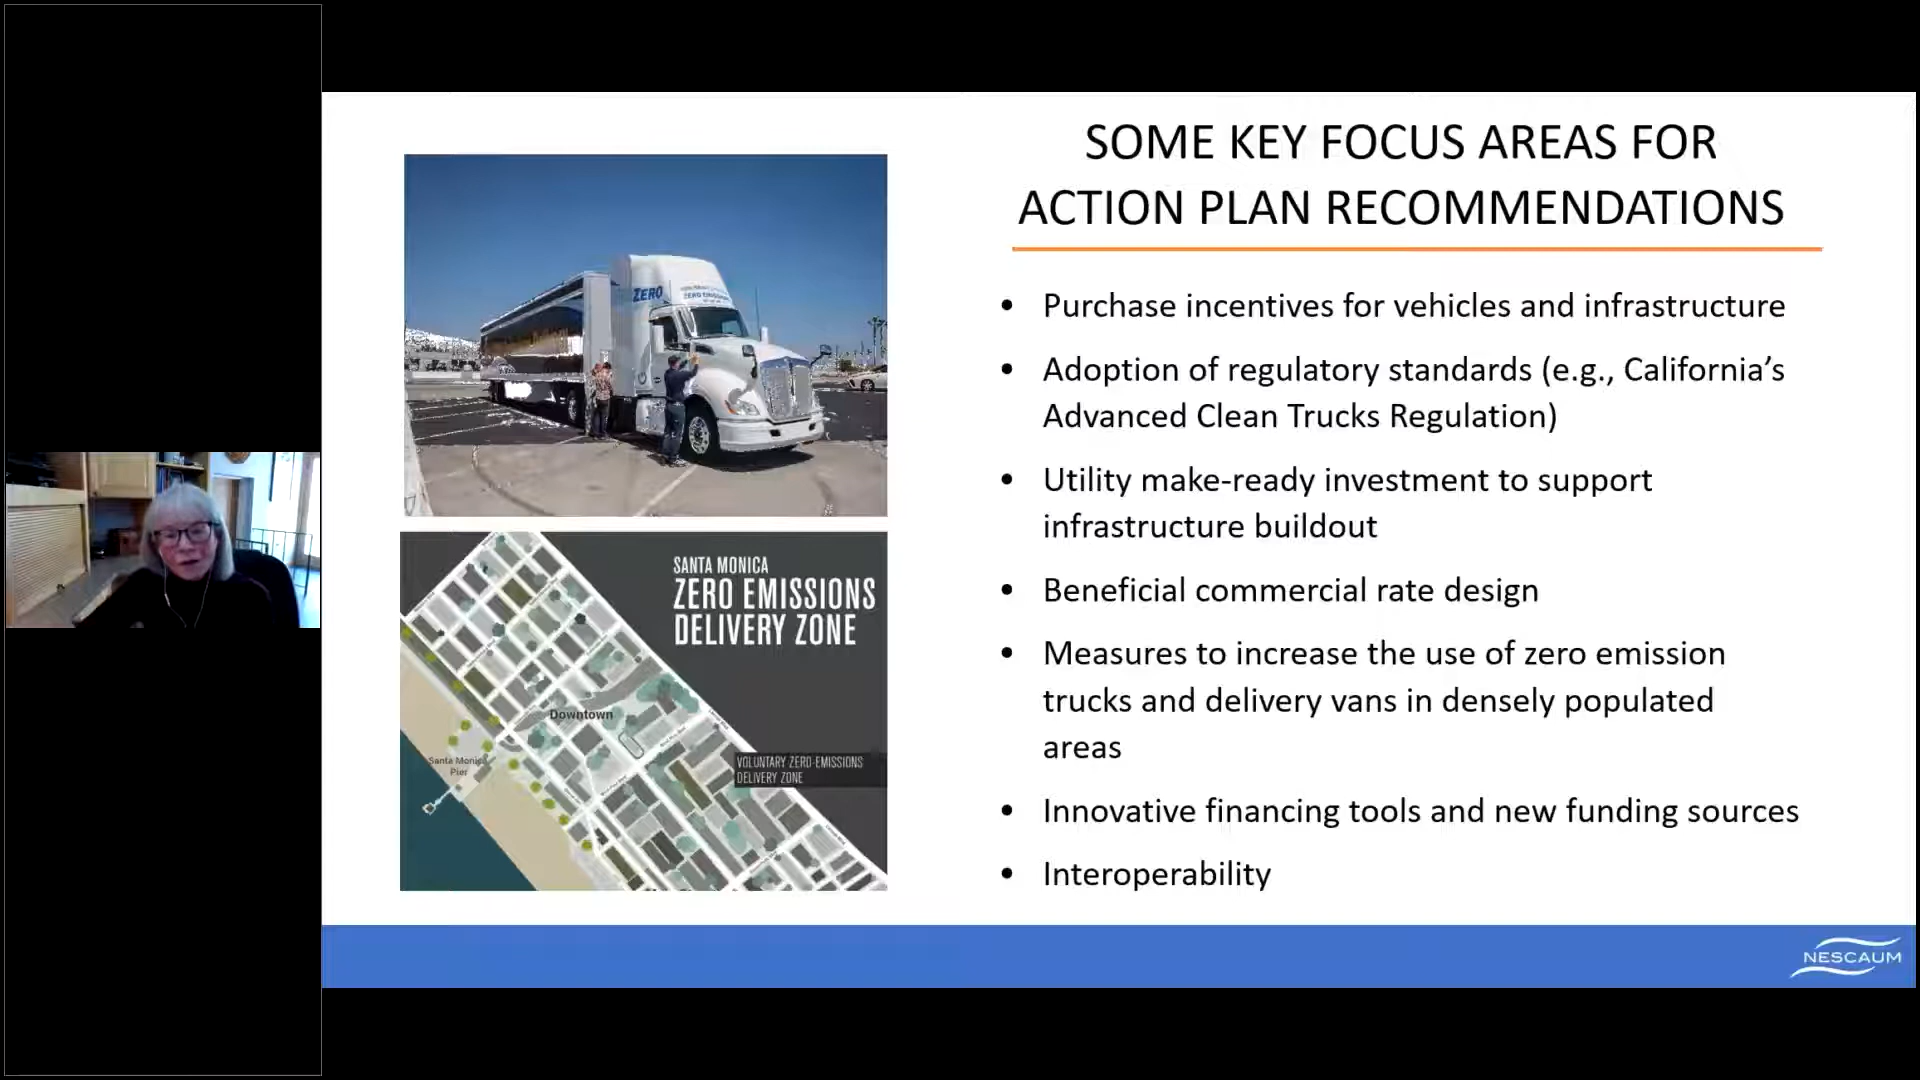 SOME KEY FOCUS AREAS FOR
ACTION PLAN RECOMMENDATIONS
• Purchase incentives for vehicles and infrastructure
• Adoption of regulatory standards (e.g., California’s
Advanced Clean Trucks Regulation)
• Utility make-ready investment to support
infrastructure buildout
• Beneficial commercial rate design
• Measures to increase the use of zero emission
trucks and delivery vans in densely populated
areas
• Innovative financing tools and new funding sources
• Interoperability
ZERO
ZERO EMISSIONS
SANTA MONICA
ZERO EMISSIONS
DELIVERY ZONE
Downtown
Santa Monica
Pier
VOLUNTARY ZERO-EMISSIONS
DELIVERY ZONE
NESCAUM